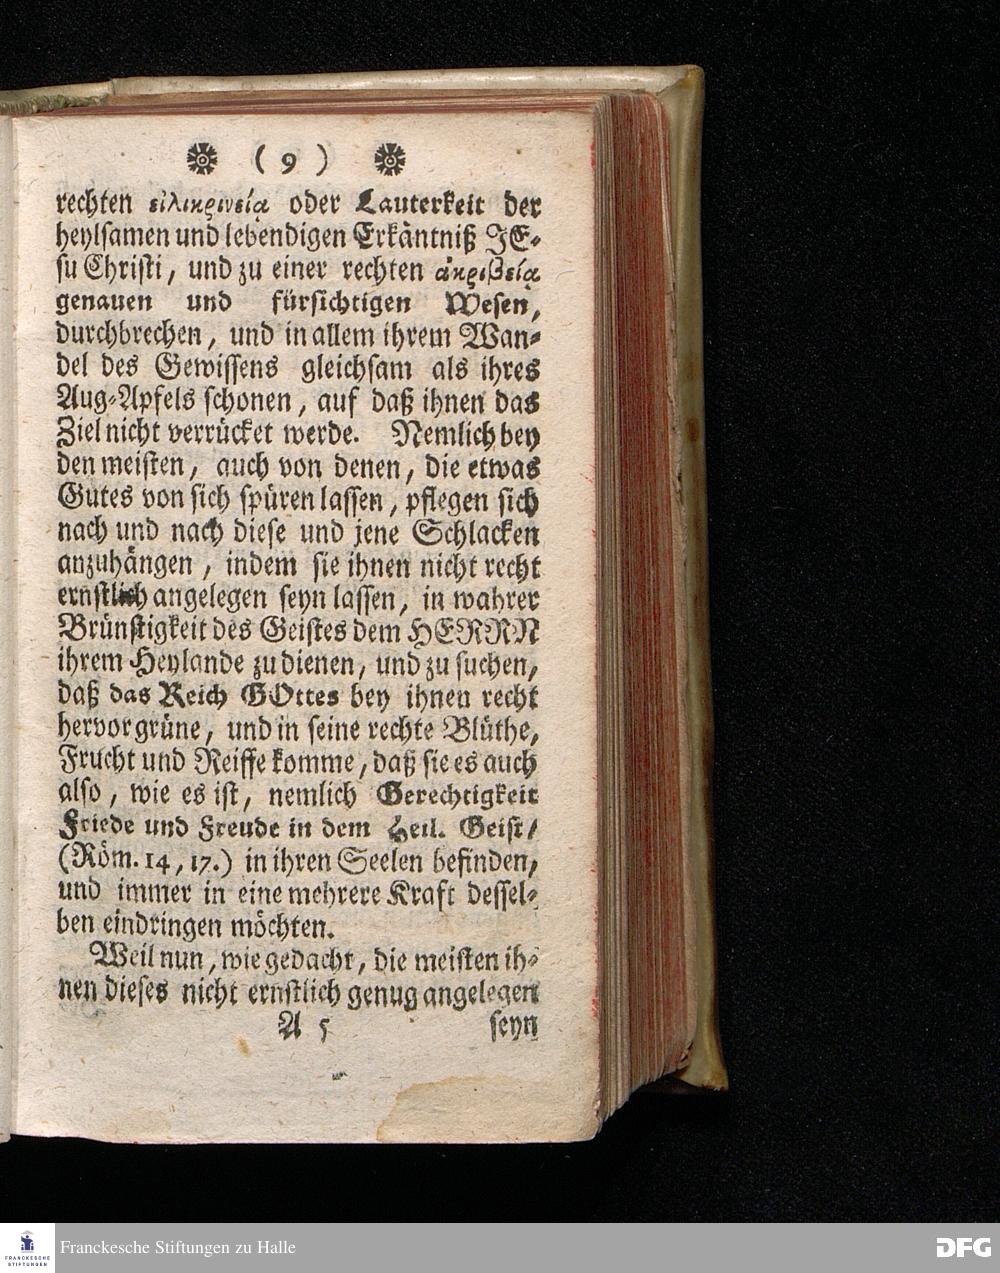 ❋ ( 9 ) ❋
rechten εἰλικρινεία oder Lauterkeit der
heylsamen und lebendigen Erkäntniß JE-
su Christi, und zu einer rechten ἀκριβεία
genauen und fürsichtigen Wesen,
durchbrechen, und in allem ihrem Wan-
del des Gewissens gleichsam als ihres
Aug-Apfels schonen, auf daß ihnen das
Ziel nicht verrücket werde. Nemlich bey
den meisten, auch von denen, die etwas
Gutes von sich spüren lassen, pflegen sich
nach und nach diese und jene Schlacken
anzuhängen, indem sie ihnen nicht recht
ernstlich angelegen seyn lassen, in wahrer
Brünstigkeit des Geistes dem HERRN
ihrem Heylande zu dienen, und zu suchen,
daß das Reich GOttes bey ihnen recht
hervorgrüne, und in seine rechte Blüthe,
Frucht und Reiffe komme, daß sie es auch
also, wie es ist, nemlich Gerechtigkeit
Friede und Freude in dem Heil. Geist/
(Röm. 14, 17.) in ihren Seelen befinden,
und immer in eine mehrere Kraft dessel-
ben eindringen möchten.
Weil nun, wie gedacht, die meisten ih-
nen dieses nicht ernstlich genug angelegen
A 5 seyn
FRANCKESCHE
STIFTUNGEN
Franckesche Stiftungen zu Halle
DFG